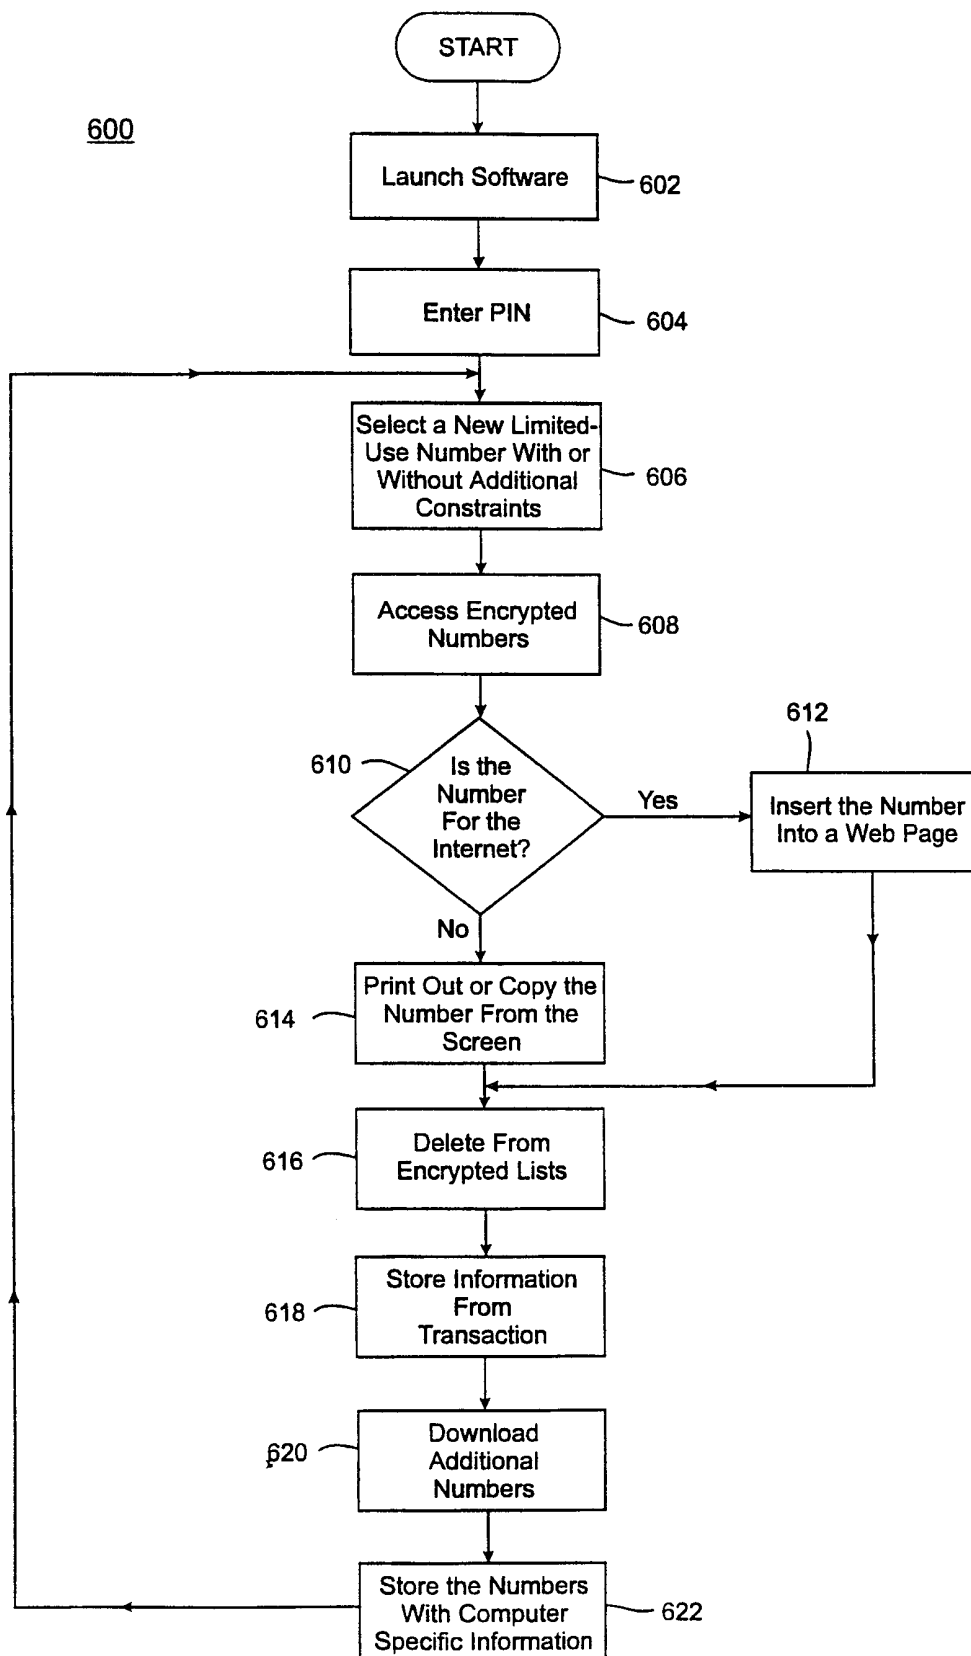 START
600
Launch Software
602
Enter PIN
604
Select a New Limited-
Use Number With or
Without Additional
Constraints
606
Access Encrypted
Numbers
608
610
Is the
Number
For the
Internet?
Yes
612
Insert the Number
Into a Web Page
No
614
Print Out or Copy the
Number From the
Screen
616
Delete From
Encrypted Lists
618
Store Information
From
Transaction
620
Download
Additional
Numbers
Store the Numbers
With Computer
Specific Information
622